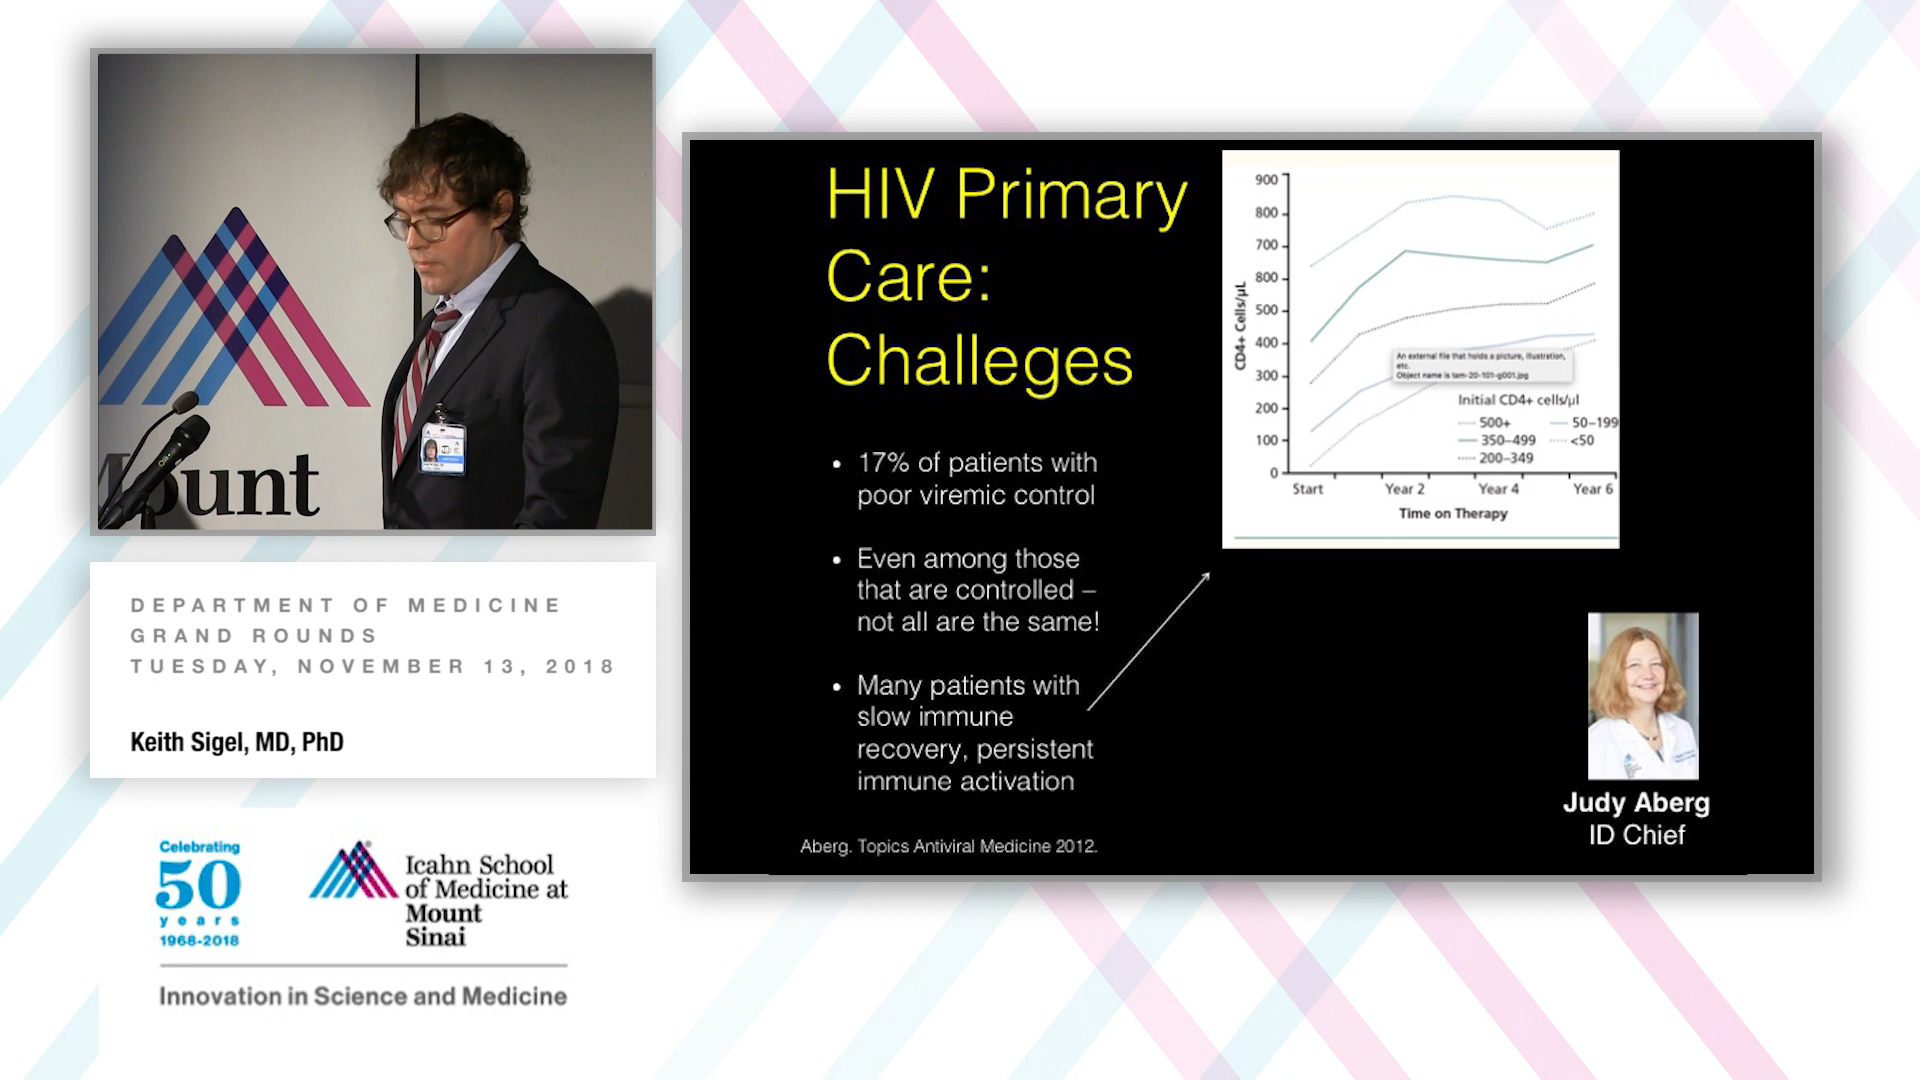 Mount
DEPARTMENT OF MEDICINE
GRAND ROUNDS
TUESDAY, NOVEMBER 13, 2018
Keith Sigel, MD, PhD
Celebrating
50
years
1968-2018
Icahn School
of Medicine at
Mount
Sinai
Innovation in Science and Medicine
HIV Primary
Care:
Challeges
• 17% of patients with
poor viremic control
• Even among those
that are controlled –
not all are the same!
• Many patients with
slow immune
recovery, persistent
immune activation
Aberg. Topics Antiviral Medicine 2012.
900
800
700
800
500
400
300
200
100
0
CD4+ Cells/µL
An external file that holds a picture, illustration,
etc.
Object name is tam-20-101-g001.jpg
Initial CD4+ cells/µl
500+ 50–199
350–499 <50
200–349
Start Year 2 Year 4 Year 6
Time on Therapy
Judy Aberg
ID Chief